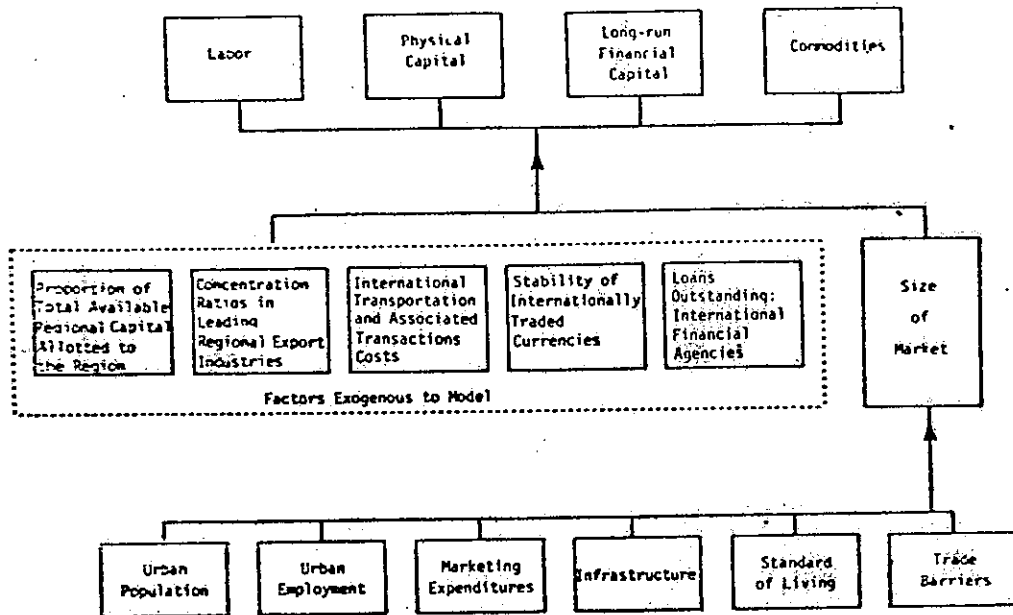 Labor
Physical
Capital
Long-run
Financial
Capital
Commodities
Proportion of
Total Available
Regional Capital
Allotted to
the Region
Concentration
Ratios in
Leading
Regional Export
Industries
International
Transportation
and Associated
Transactions
Costs
Stability of
Internationally
Traded
Currencies
Loans
Outstanding:
International
Financial
Agencies
Size
of
Market
Factors Exogenous to Model
Urban
Population
Urban
Employment
Marketing
Expenditures
Infrastructure
Standard
of Living
Trade
Barriers